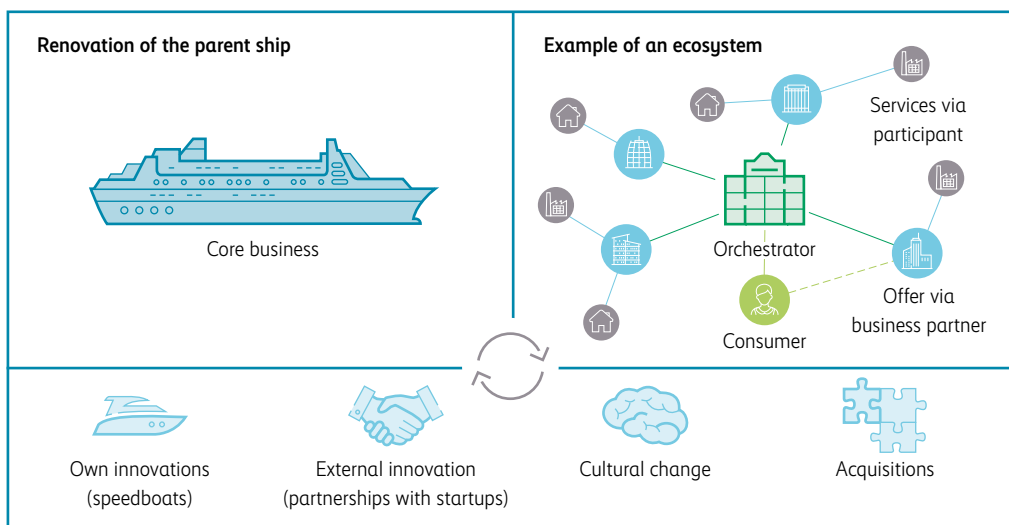 Renovation of the parent ship
Core business
Example of an ecosystem
Services via
participant
Orchestrator
Offer via
business partner
Consumer
Own innovations
(speedboats)
External innovation
(partnerships with startups)
Cultural change
Acquisitions